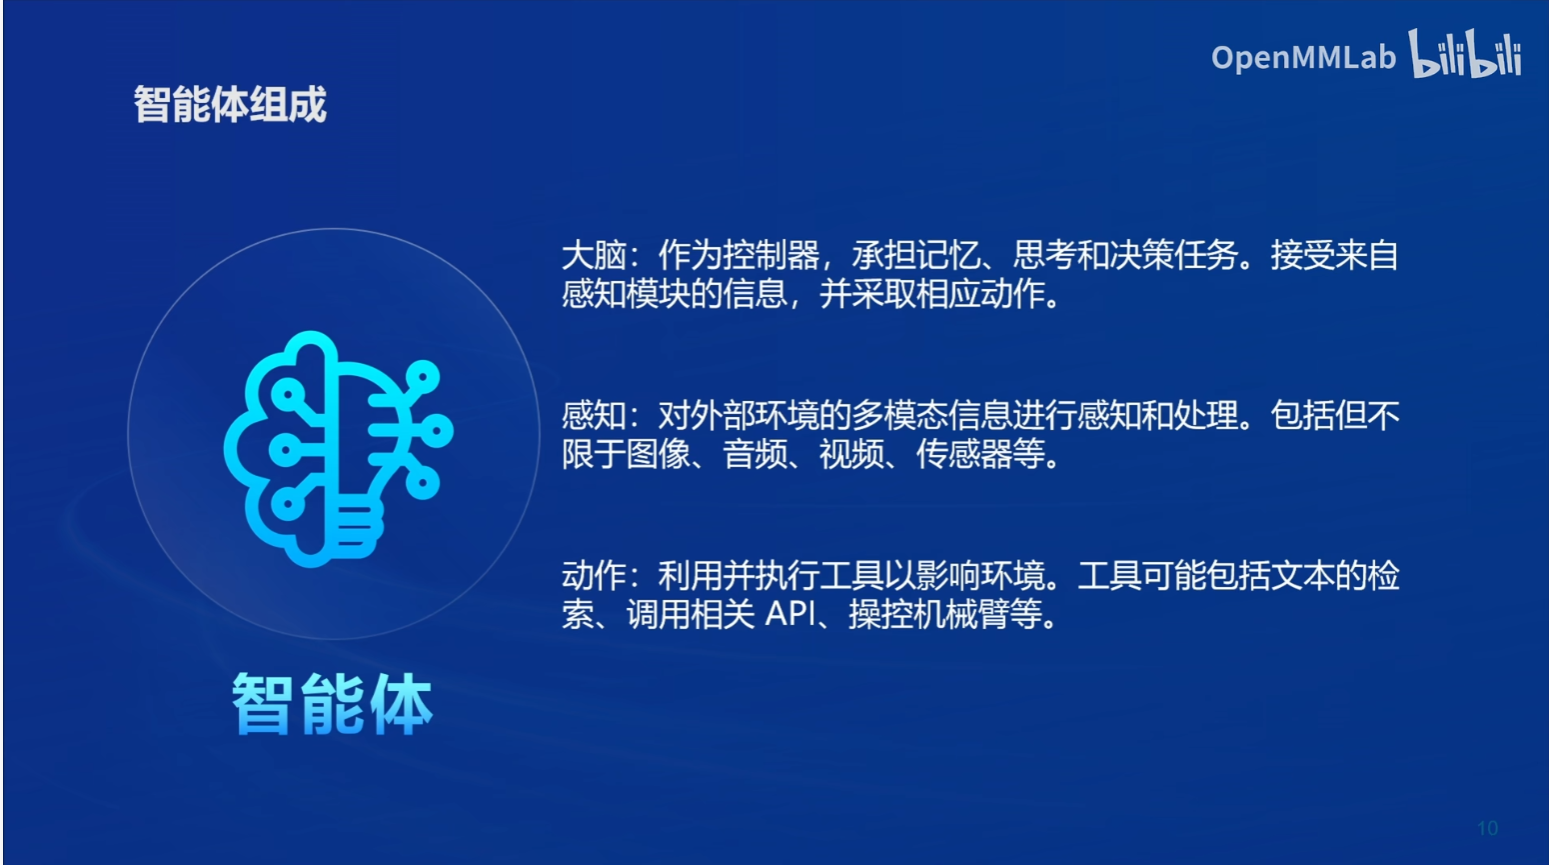 OpenMMLab bilibili
智能体组成
大脑：作为控制器，承担记忆、思考和决策任务。接受来自
感知模块的信息，并采取相应动作。
感知：对外部环境的多模态信息进行感知和处理。包括但不
限于图像、音频、视频、传感器等。
动作：利用并执行工具以影响环境。工具可能包括文本的检
索、调用相关 API、操控机械臂等。
智能体
10